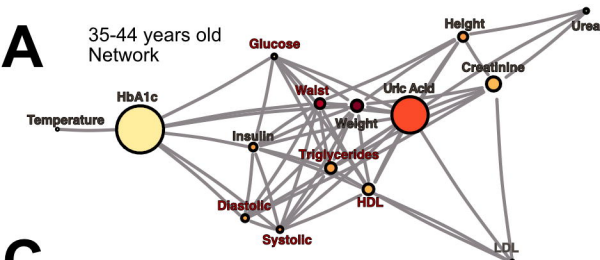 A
35-44 years old
Network
Height
Urea
Glucose
Creatinine
HbA1c
Waist
Uric Acid
Temperature
Weight
Insulin
Triglycerides
Diastolic
HDL
Systolic
LDL
C